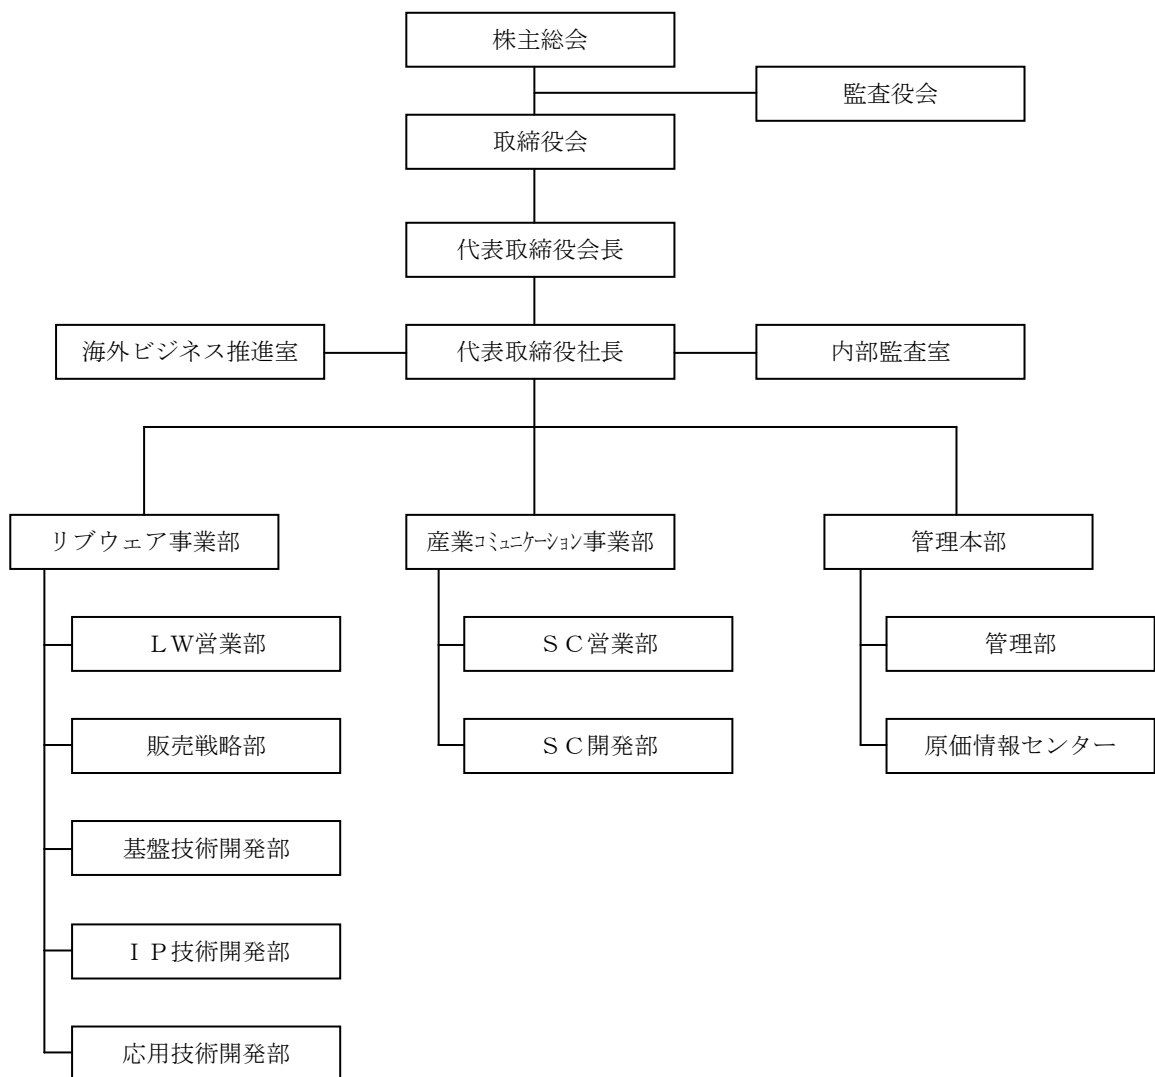 株主総会
監査役会
取締役会
代表取締役会長
海外ビジネス推進室
代表取締役社長
内部監査室
リブウェア事業部
産業ｺﾐｭﾆｹｰｼｮﾝ事業部
管理本部
ＬＷ営業部
ＳＣ営業部
管理部
販売戦略部
ＳＣ開発部
原価情報センター
基盤技術開発部
ＩＰ技術開発部
応用技術開発部